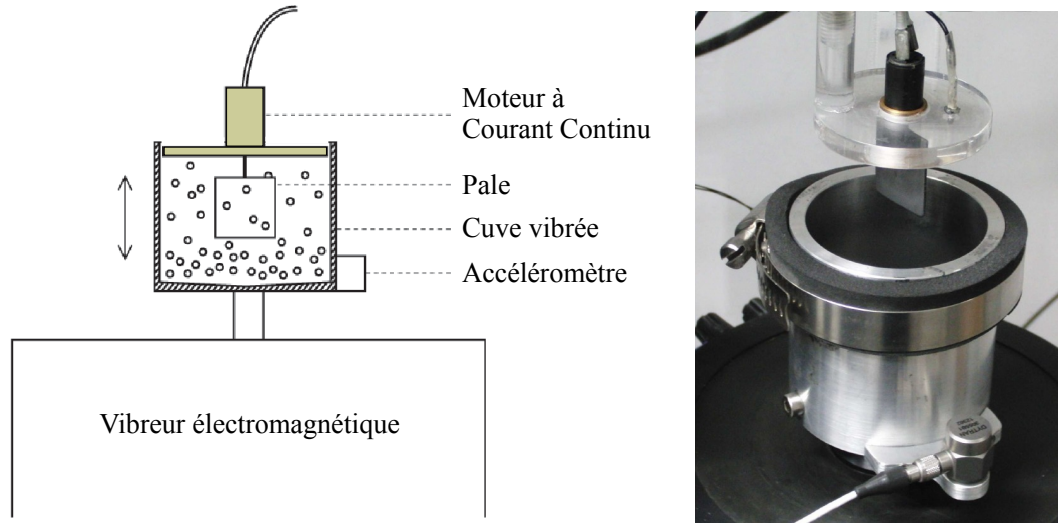 Moteur à
Courant Continu
Pale
Cuve vibrée
Accéléromètre
Vibreur électromagnétique